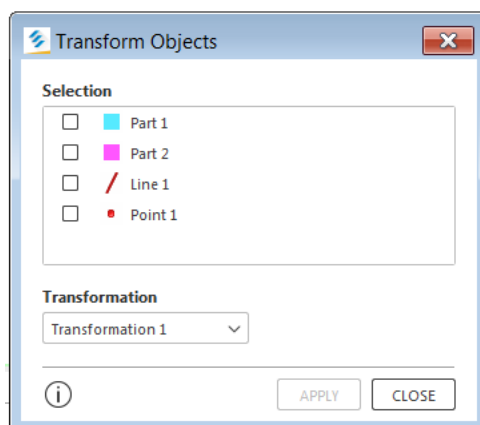 Transform Objects
Selection
Part 1
Part 2
Line 1
Point 1
Transformation
Transformation 1
APPLY
CLOSE